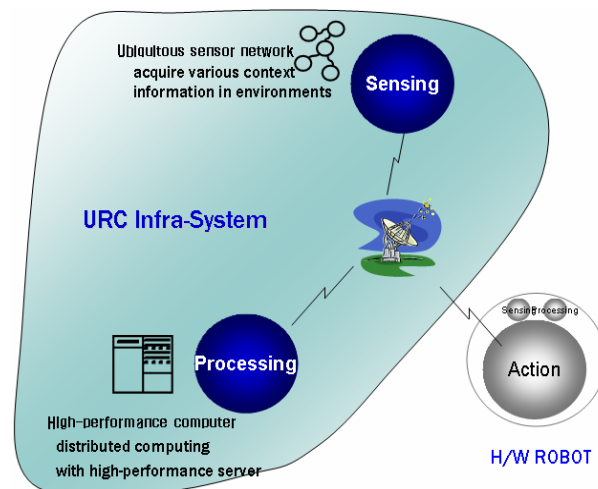 Ubiquitous sensor network
acquire various context
information in environments
Sensing
URC Infra-System
Sensing Processing
Processing
Action
High-performance computer
distributed computing
with high-performance server
H/W ROBOT